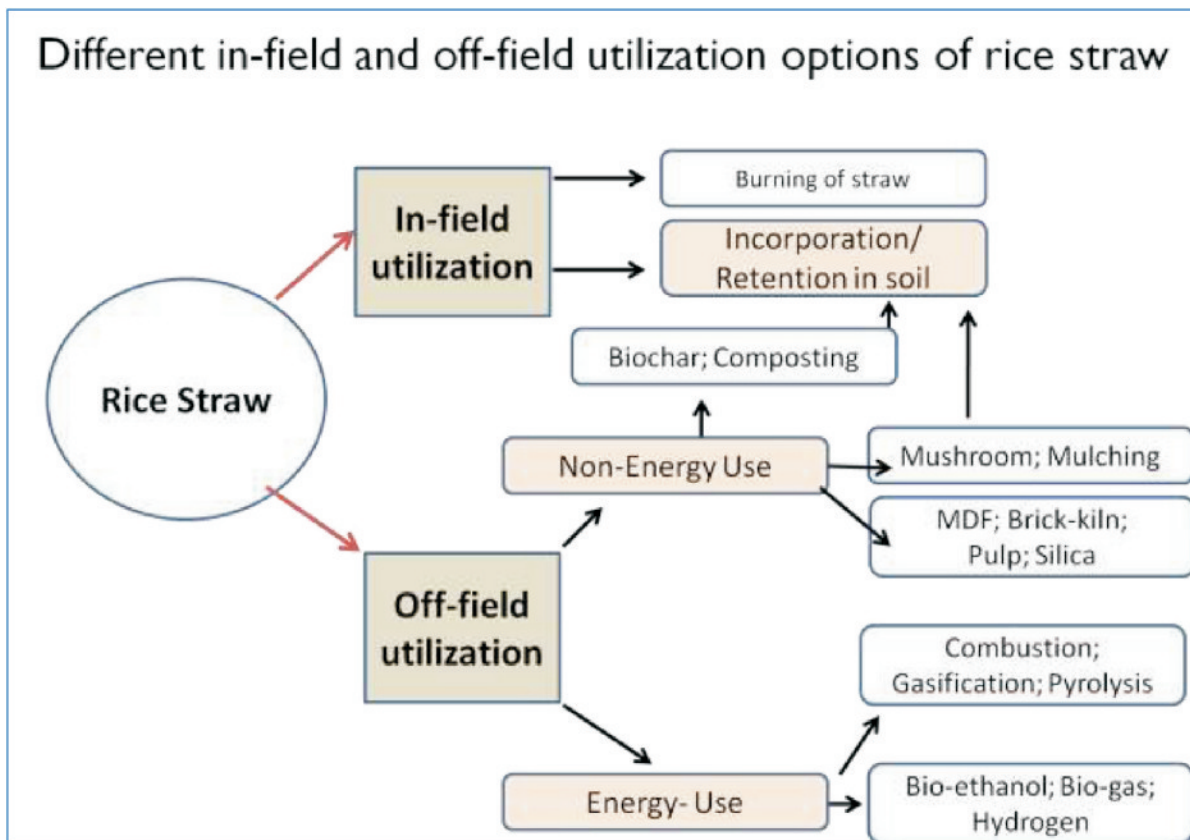 Different in-field and off-field utilization options of rice straw
Burning of straw
In-field
utilization
Incorporation/
Retention in soil
Biochar; Composting
Rice Straw
Non-Energy Use
Mushroom; Mulching
MDF; Brick-kiln;
Pulp; Silica
Off-field
utilization
Combustion;
Gasification; Pyrolysis
Energy- Use
Bio-ethanol; Bio-gas;
Hydrogen